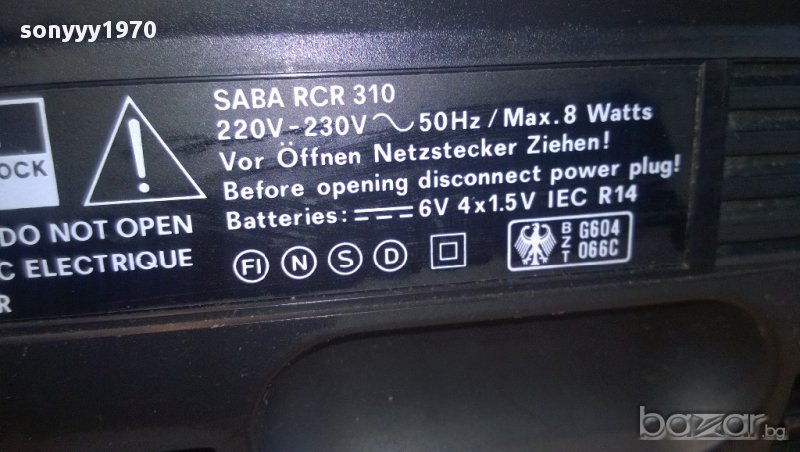 sonyyy1970
SABA RCR 310
220V-230V～50Hz / Max. 8 Watts
Vor Öffnen Netzstecker Ziehen!
Before opening disconnect power plug!
Batteries: 6V 4x1.5V IEC R14
FI N S D
BZT G604 066C
OCK
DO NOT OPEN
C ELECTRIQUE
R
bazar.bg